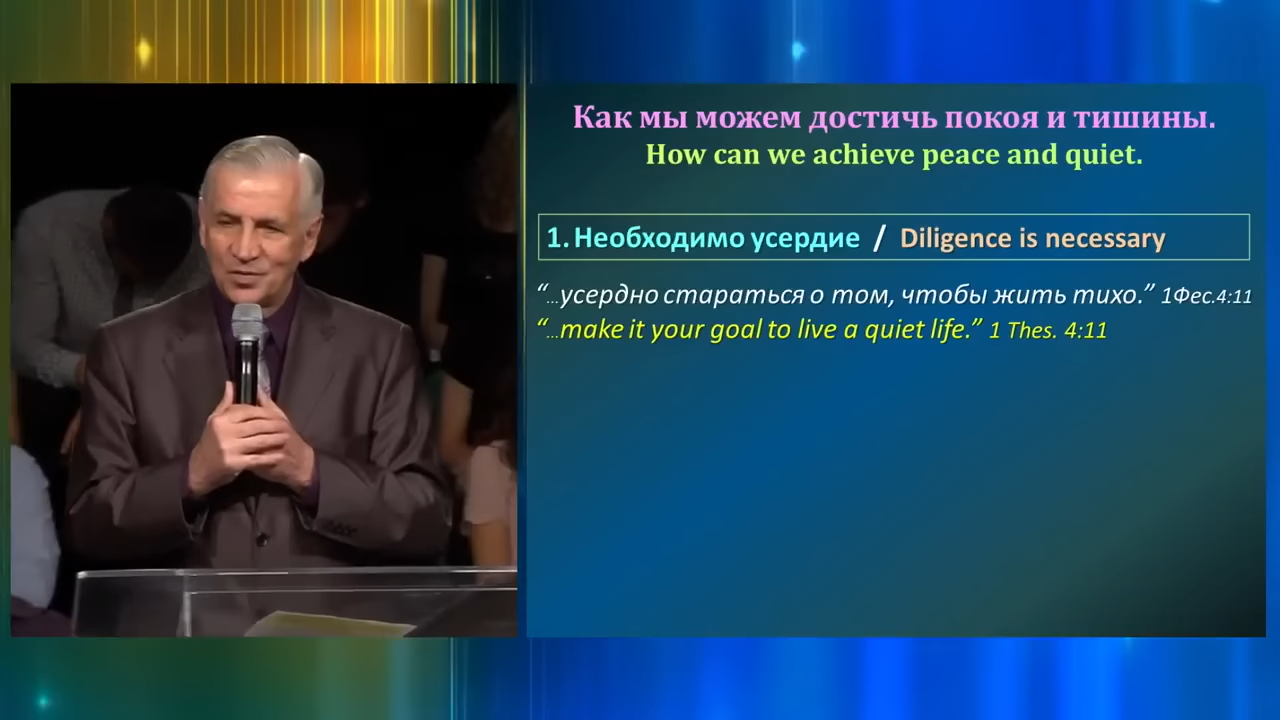 Как мы можем достичь покоя и тишины.
How can we achieve peace and quiet.
1. Необходимо усердие / Diligence is necessary
“...усердно стараться о том, чтобы жить тихо.” 1Фес.4:11
“...make it your goal to live a quiet life.” 1 Thes. 4:11